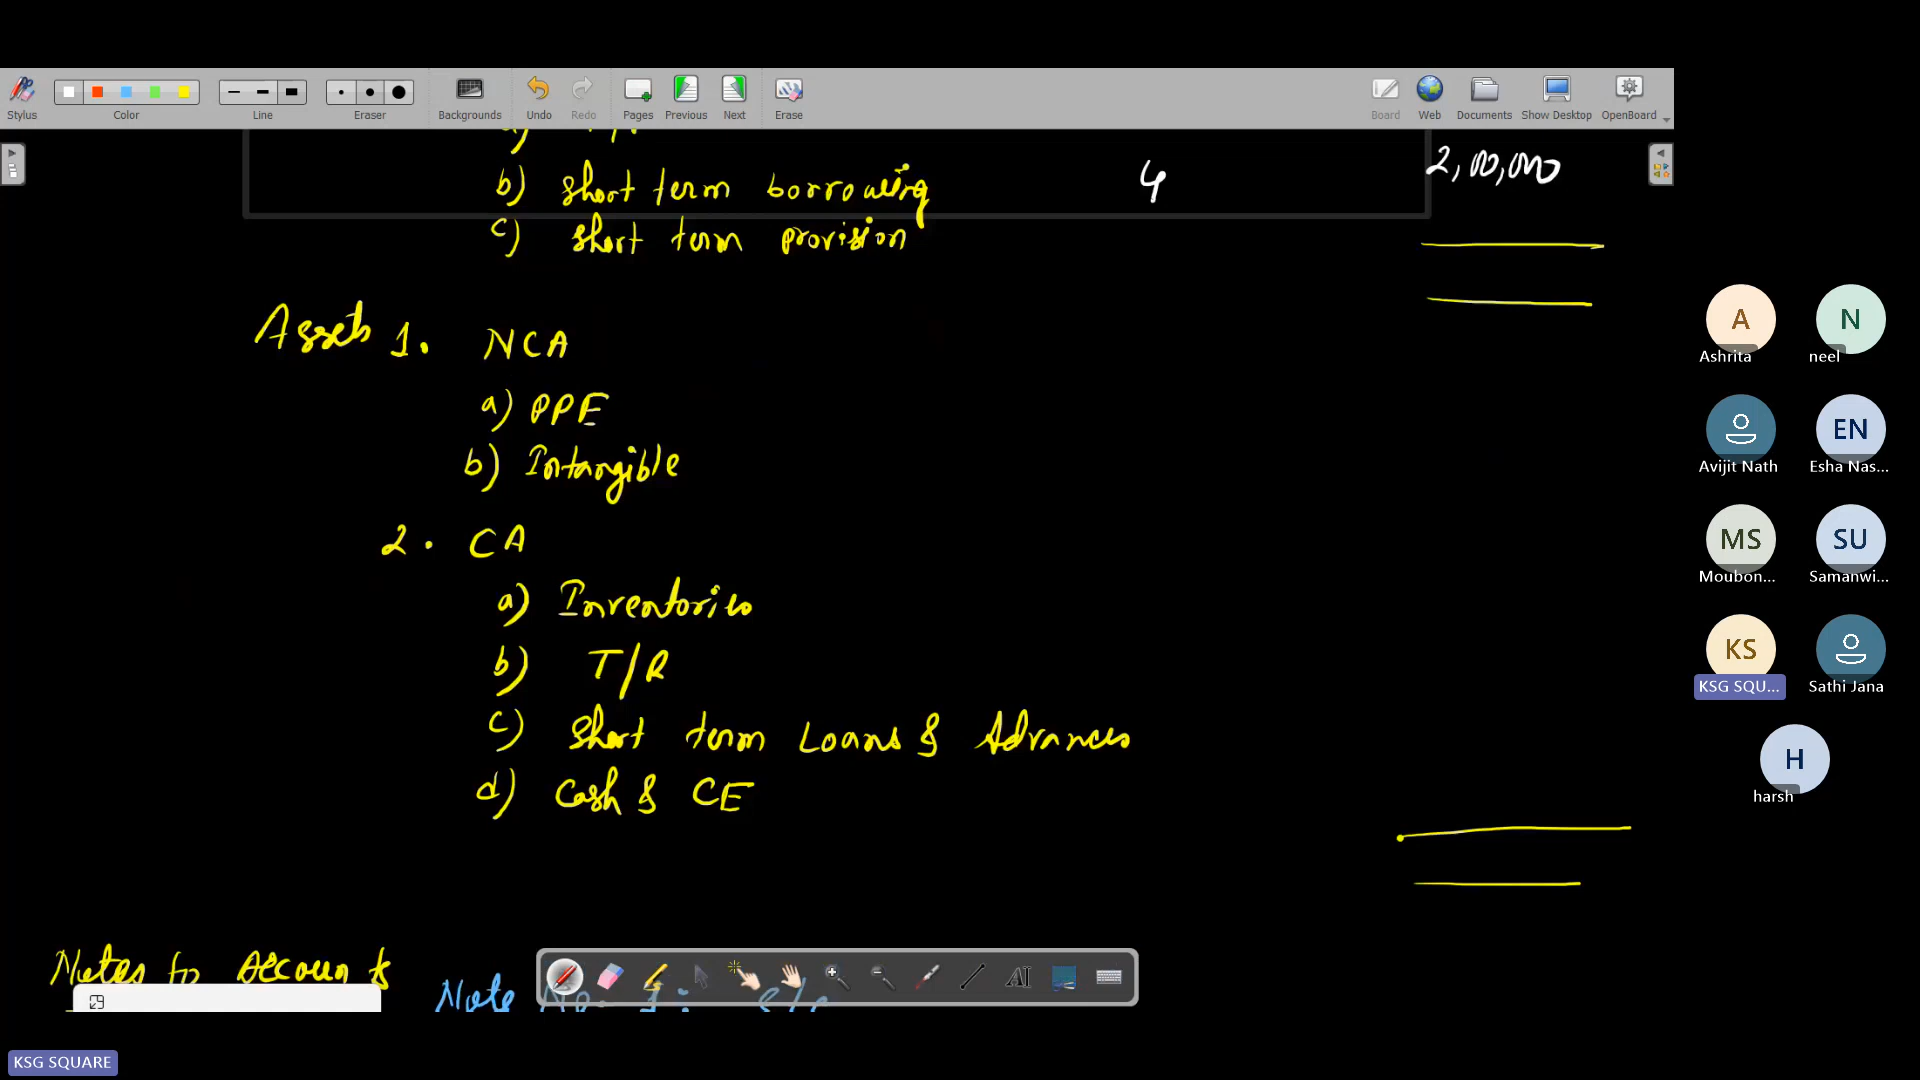 Stylus Color Line Eraser Backgrounds Undo Redo Pages Previous Next Erase Board Web Documents Show Desktop OpenBoard
b) short term borrowing 4 2,00,000
c) short term provision
Assets 1. NCA
a) PPE
b) Intangible
2. CA
a) Inventories
b) T/R
c) Short term Loans & Advances
d) Cash & CE
Notes to Accounts
Note No. 1: S/C
A
Ashrita
N
neel
Avijit Nath
EN
Esha Nas...
MS
Moubon...
SU
Samanwi...
KS
KSG SQU...
Sathi Jana
H
harsh
AI
KSG SQUARE